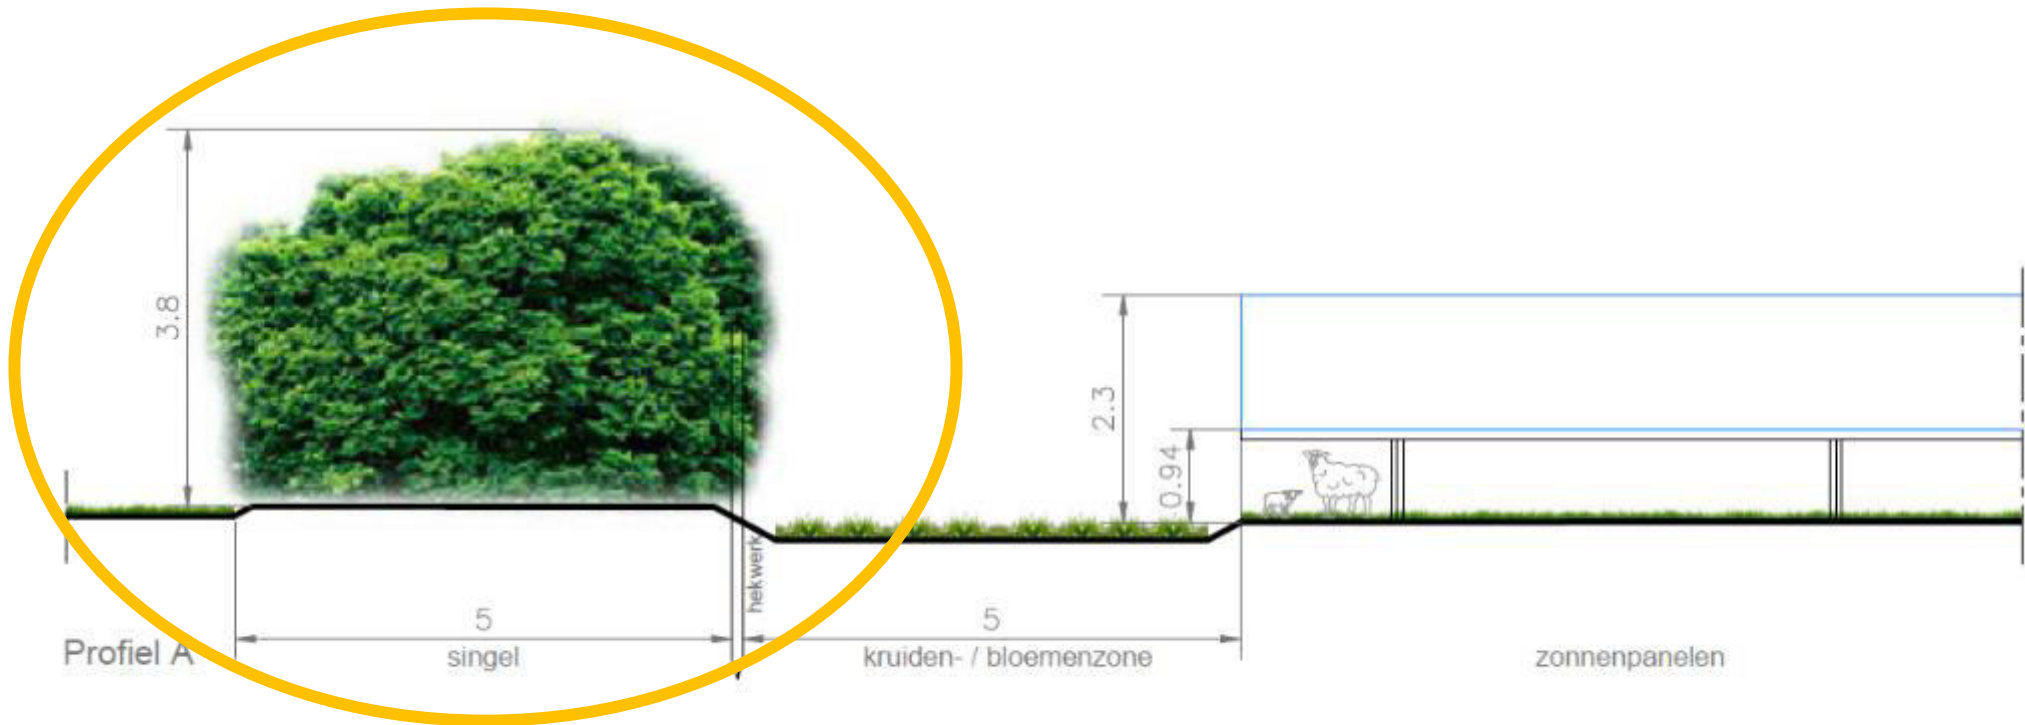 3.8
2.3
0.94
hekwerk
5
5
Profiel A
singel
kruiden- / bloemenzone
zonnenpanelen